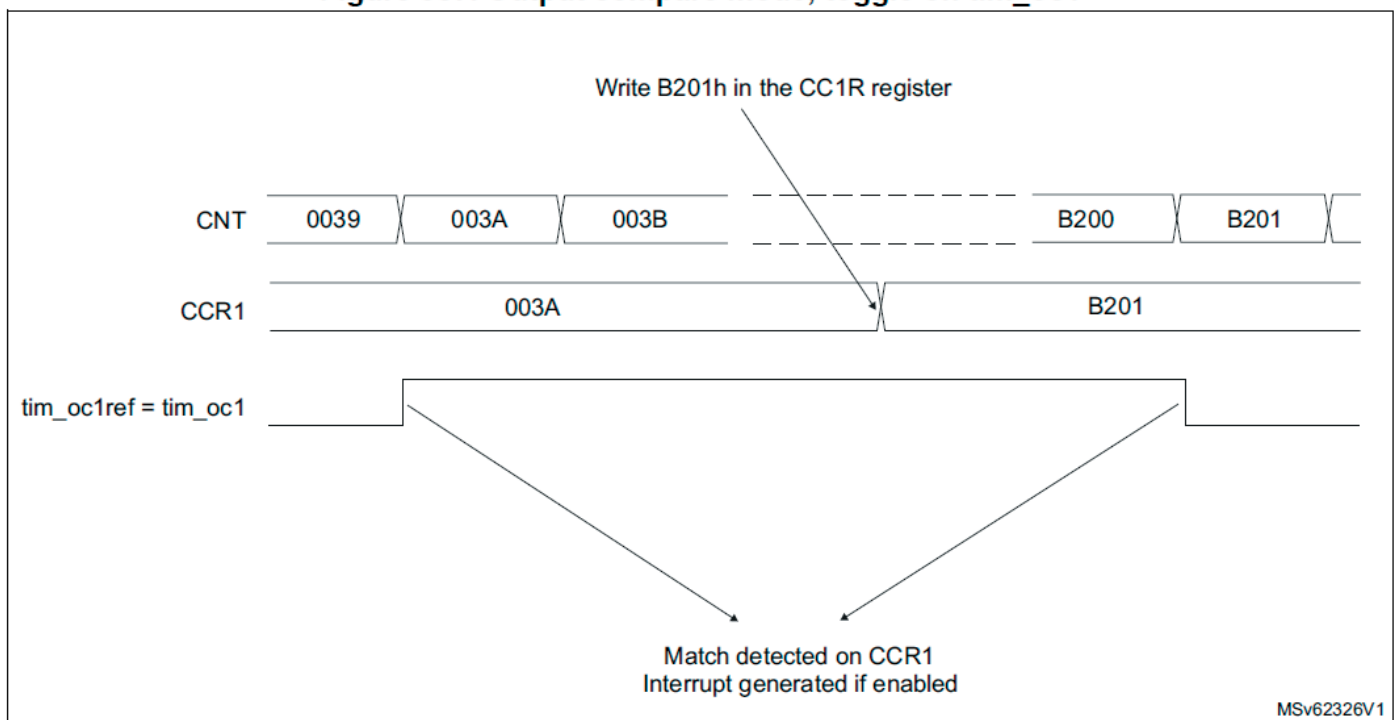 Write B201h in the CC1R register
CNT 0039 003A 003B B200 B201
CCR1 003A B201
tim_oc1ref = tim_oc1
Match detected on CCR1
Interrupt generated if enabled
MSv62326V1